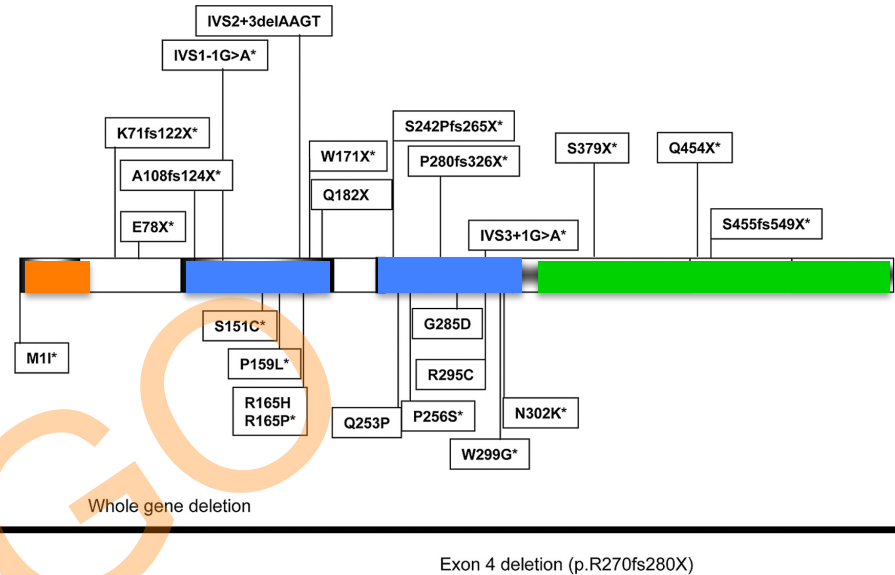 IVS2+3delAAGT
IVS1-1G>A*
K71fs122X*
S242Pfs265X*
W171X*
P280fs326X*
S379X*
Q454X*
A108fs124X*
Q182X
E78X*
IVS3+1G>A*
S455fs549X*
S151C*
G285D
M1I*
P159L*
R295C
R165H
R165P*
Q253P
P256S*
N302K*
W299G*
Whole gene deletion
Exon 4 deletion (p.R270fs280X)
GO